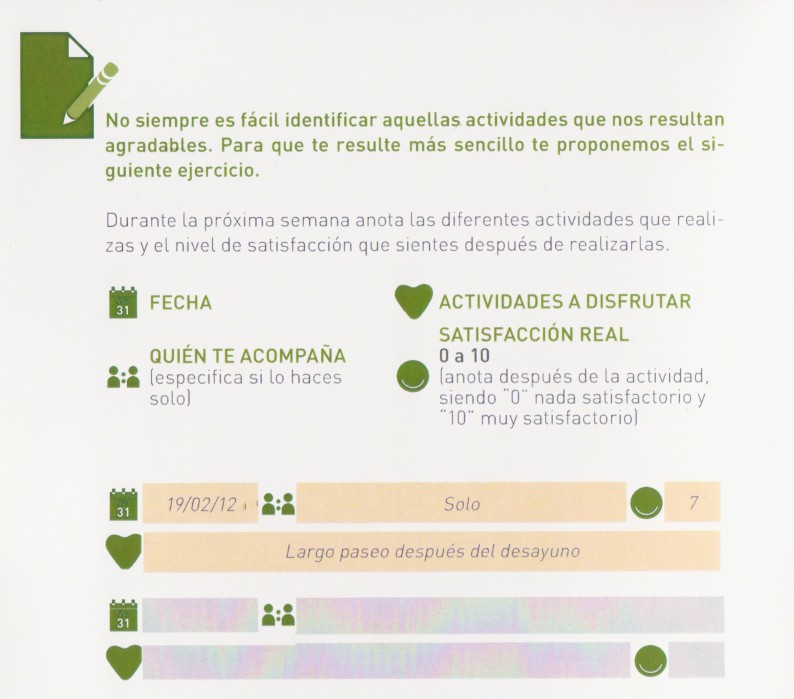 No siempre es fácil identificar aquellas actividades que nos resultan
agradables. Para que te resulte más sencillo te proponemos el si-
guiente ejercicio.
Durante la próxima semana anota las diferentes actividades que reali-
zas y el nivel de satisfacción que sientes después de realizarlas.
31 FECHA
QUIÉN TE ACOMPAÑA
(especifica si lo haces
solo)
ACTIVIDADES A DISFRUTAR
SATISFACCIÓN REAL
0 a 10
(anota después de la actividad,
siendo "0" nada satisfactorio y
"10" muy satisfactorio)
31 19/02/12 Solo 7
Largo paseo después del desayuno
31